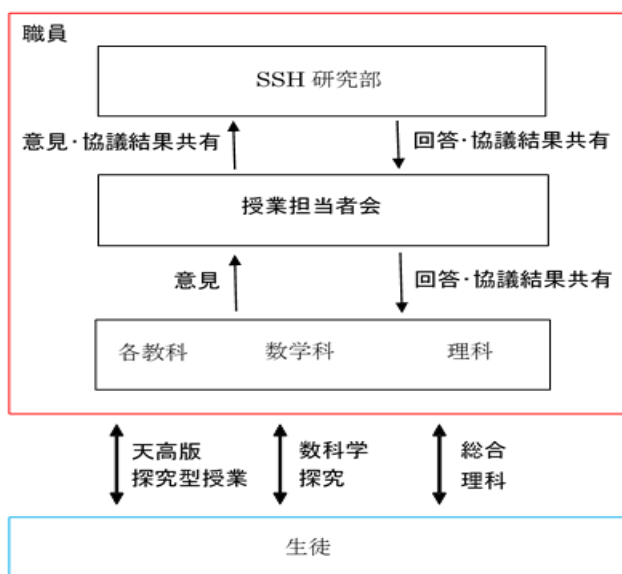 職員
SSH 研究部
意見･協議結果共有
回答･協議結果共有
授業担当者会
意見
回答･協議結果共有
各教科
数学科
理科
天高版
探究型授業
数科学
探究
総合
理科
生徒